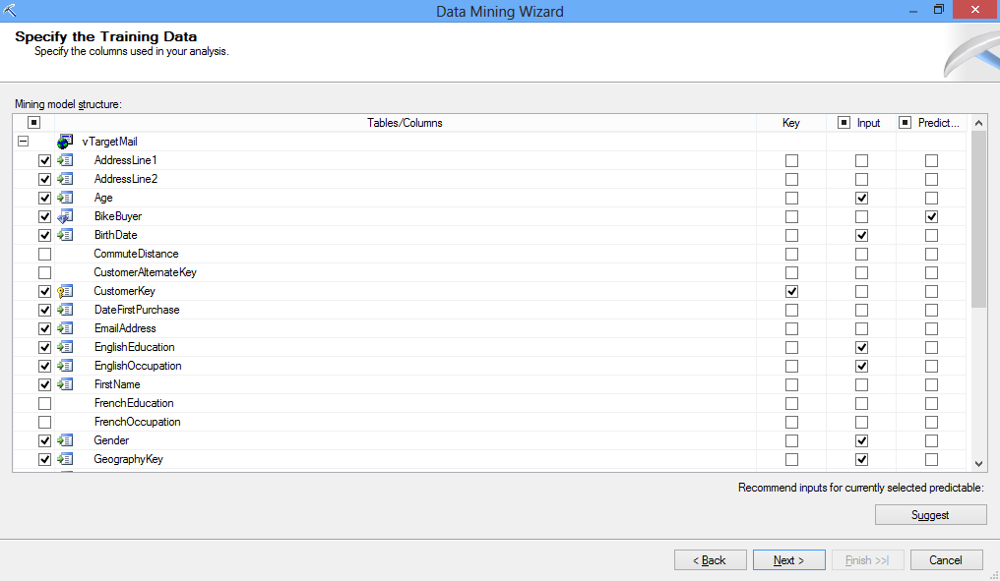 Data Mining Wizard
Specify the Training Data
Specify the columns used in your analysis.
Mining model structure:
Tables/Columns Key Input Predict...
vTargetMail
AddressLine1
AddressLine2
Age
BikeBuyer
BirthDate
CommuteDistance
CustomerAlternateKey
CustomerKey
DateFirstPurchase
EmailAddress
EnglishEducation
EnglishOccupation
FirstName
FrenchEducation
FrenchOccupation
Gender
GeographyKey
Recommend inputs for currently selected predictable:
Suggest
< Back Next > Finish >>| Cancel